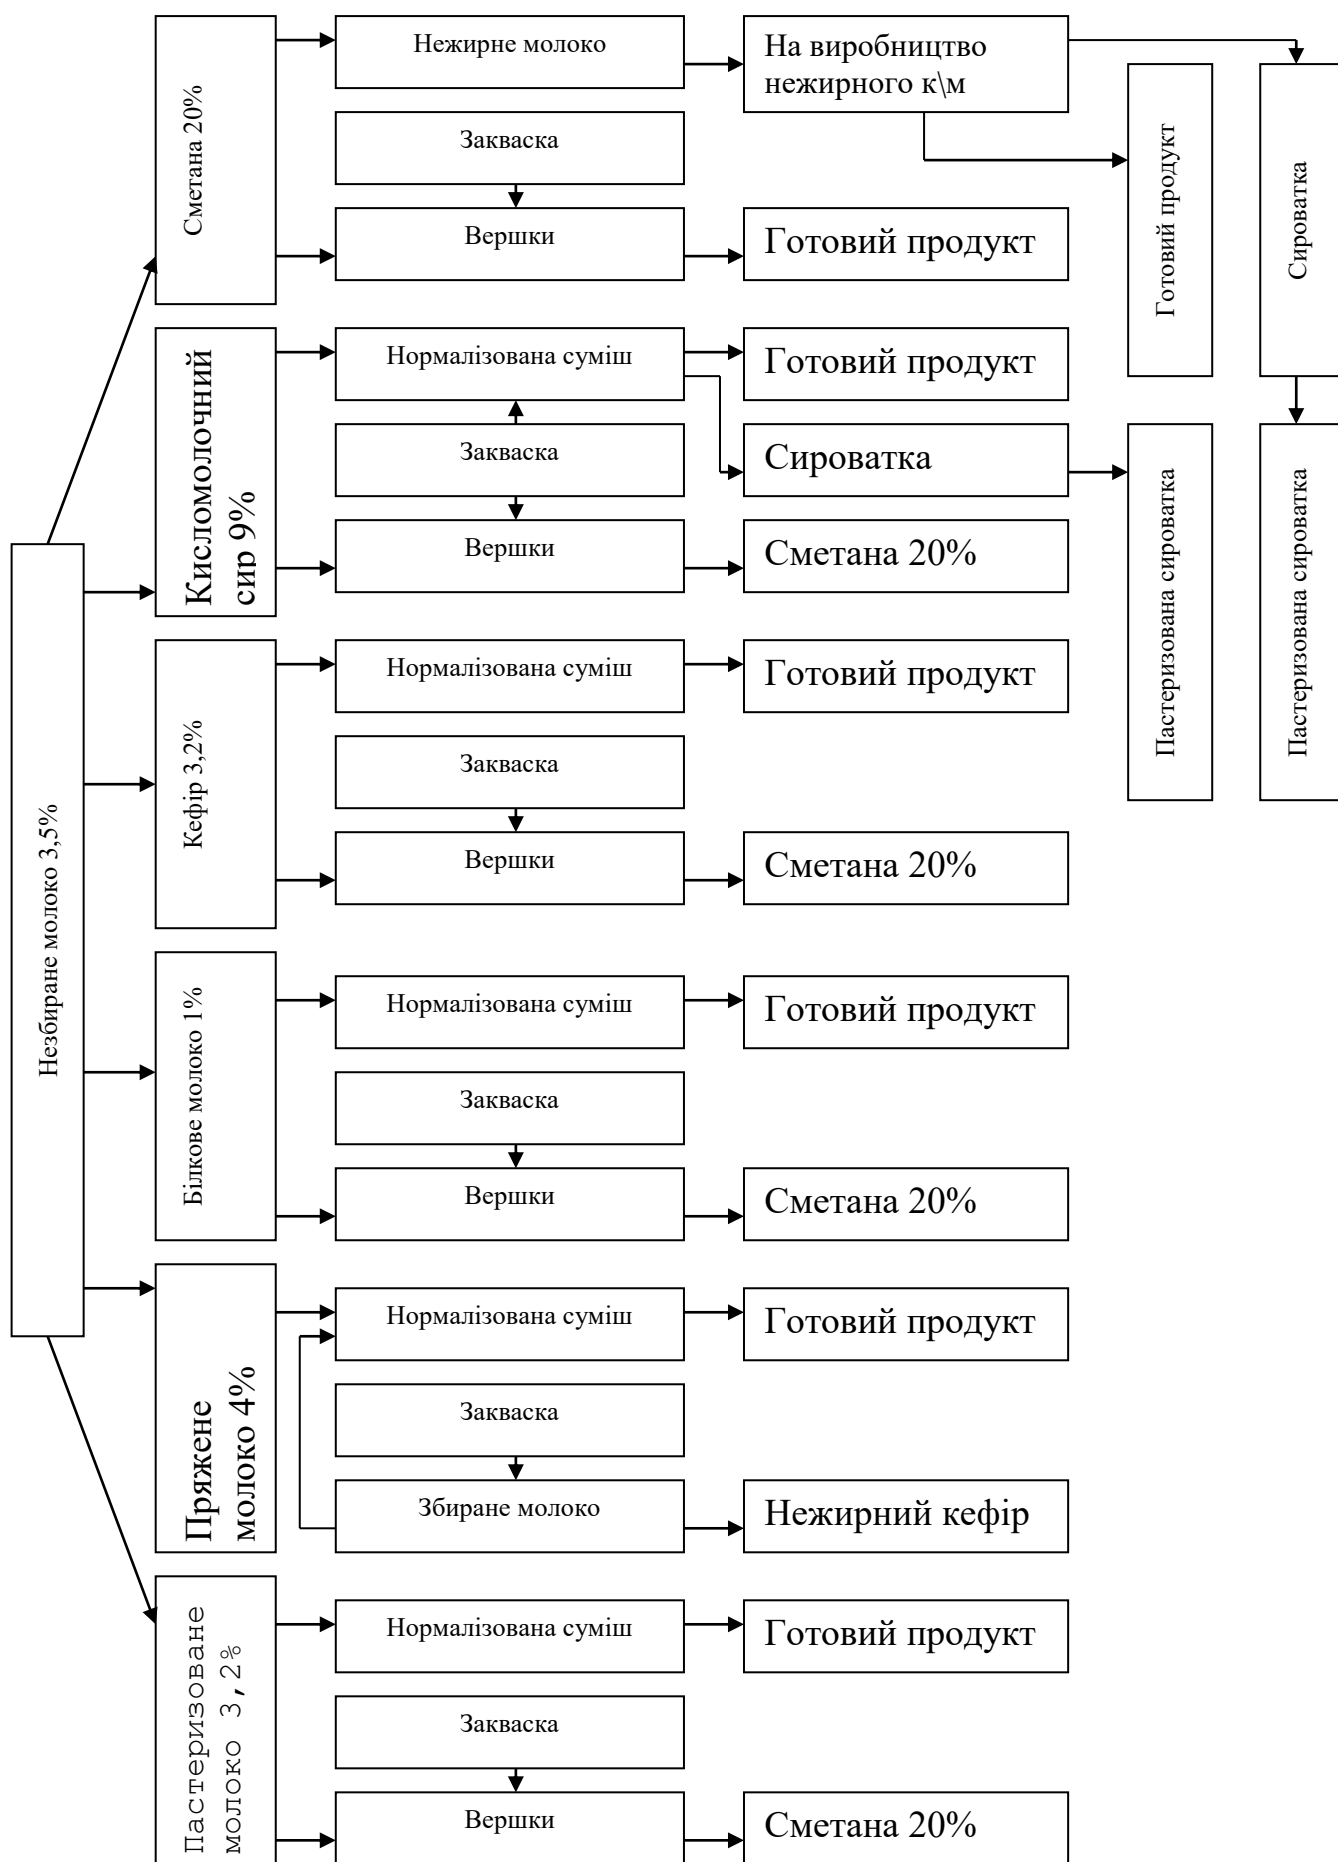 Незбиране молоко 3,5%
Сметана 20%
Нежирне молоко
На виробництво
нежирного к\м
Готовий продукт
Сироватка
Закваска
Вершки
Готовий продукт
Кисломолочний
сир 9%
Нормалізована суміш
Готовий продукт
Закваска
Сироватка
Пастеризована сироватка
Пастеризована сироватка
Вершки
Сметана 20%
Кефір 3,2%
Нормалізована суміш
Готовий продукт
Закваска
Вершки
Сметана 20%
Білкове молоко 1%
Нормалізована суміш
Готовий продукт
Закваска
Вершки
Сметана 20%
Пряжене
молоко 4%
Нормалізована суміш
Готовий продукт
Закваска
Збиране молоко
Нежирний кефір
Пастеризоване
молоко 3,2%
Нормалізована суміш
Готовий продукт
Закваска
Вершки
Сметана 20%